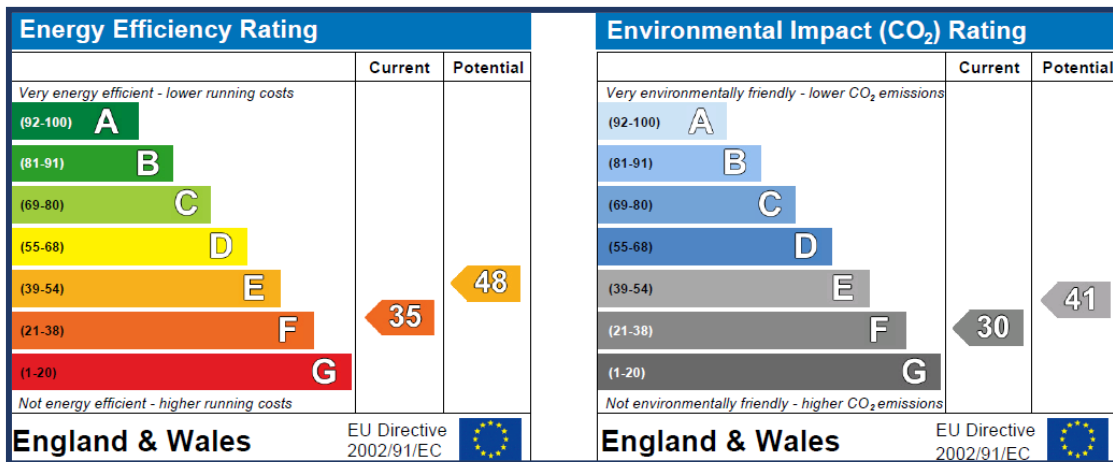 Energy Efficiency Rating
Current Potential
Very energy efficient - lower running costs
(92-100) A
(81-91) B
(69-80) C
(55-68) D
(39-54) E
48
(21-38) F
35
(1-20) G
Not energy efficient - higher running costs
England & Wales
EU Directive
2002/91/EC
Environmental Impact (CO₂) Rating
Current Potential
Very environmentally friendly - lower CO₂ emissions
(92-100) A
(81-91) B
(69-80) C
(55-68) D
(39-54) E
41
(21-38) F
30
(1-20) G
Not environmentally friendly - higher CO₂ emissions
England & Wales
EU Directive
2002/91/EC